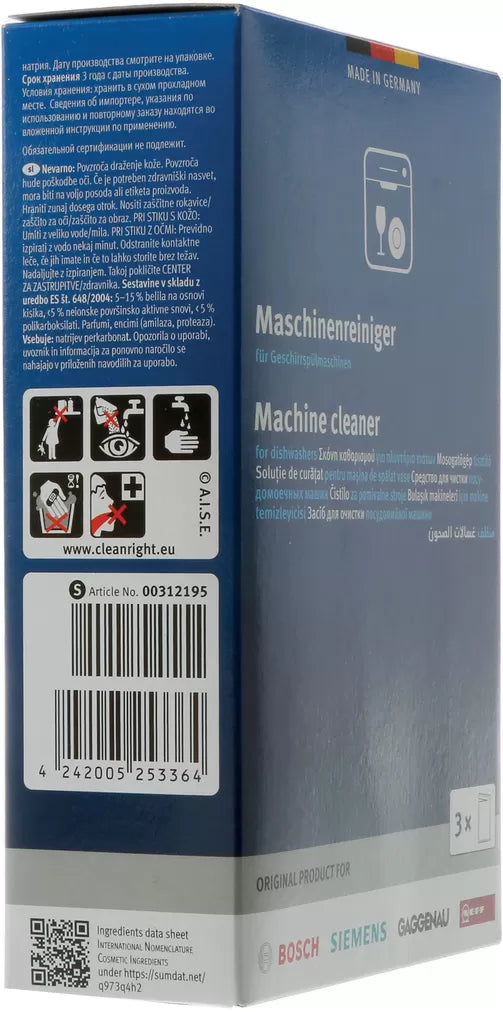 натрия. Дату производства смотрите на упаковке.
Срок хранения 3 года с даты производства.
Условия хранения: хранить в сухом прохладном
месте. Сведения об импортере, указания по
использованию и повторному заказу находятся во
вложенной инструкции по применению.
Обязательной сертификации не подлежит.
sl Nevarno: Povzroča draženje kože. Povzroča
hude poškodbe oči. Če je potreben zdravniški nasvet,
mora biti na voljo posoda ali etiketa proizvoda.
Hraniti zunaj dosega otrok. Nositi zaščitne rokavice/
zaščito za oči/zaščito za obraz. PRI STIKU S KOŽO:
Umiti z veliko vode/mila. PRI STIKU Z OČMI: Previdno
izpirati z vodo nekaj minut. Odstranite kontaktne
leče, če jih imate in če to lahko storite brez težav.
Nadaljujte z izpiranjem. Takoj pokličite CENTER
ZA ZASTRUPITVE/zdravnika. Sestavine v skladu z
uredbo ES št. 648/2004: 5–15 % belila na osnovi
kisika, <5 % neionske površinsko aktivne snovi, <5 %
polikarboksilati. Parfumi, encimi (amilaza, proteaza).
Vsebuje: natrijev perkarbonat. Opozorila o uporabi,
uvoznik in informacija za ponovno naročilo se
nahajajo v priloženih navodilih za uporabo.
© A.I.S.E.
www.cleanright.eu
S Article No. 00312195
4 242005 253364
Ingredients data sheet
International Nomenclature
Cosmetic Ingredients
under https://sumdat.net/
q973q4h2
MADE IN GERMANY
Maschinenreiniger
für Geschirrspülmaschinen
Machine cleaner
for dishwashers Σκόνη καθαρισμού για πλυντήρια πιάτων Mosogatógép tisztító
Soluție de curățat pentru mașina de spălat vase Средство для чистки посу-
домоечных машин Čistilo za pomivalne stroje Bulaşık makineleri için makine
temizleyicisi Засіб для очистки посудомийної машини
منظف غسالات الصحون
3 x
ORIGINAL PRODUCT FOR
BOSCH SIEMENS GAGGENAU NEFF